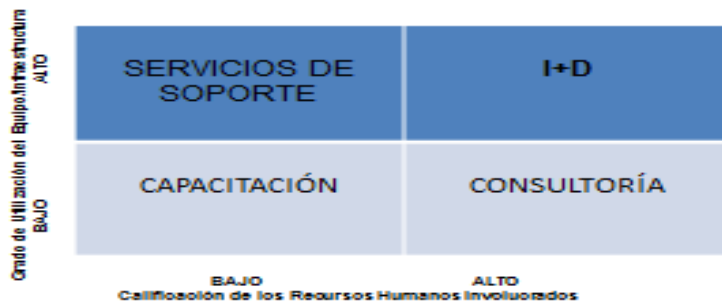 Grado de Utilización del Equipo/Infraestructura
ALTO
BAJO
SERVICIOS DE
SOPORTE
I+D
CAPACITACIÓN
CONSULTORÍA
BAJO
ALTO
Calificación de los Recursos Humanos Involucrados